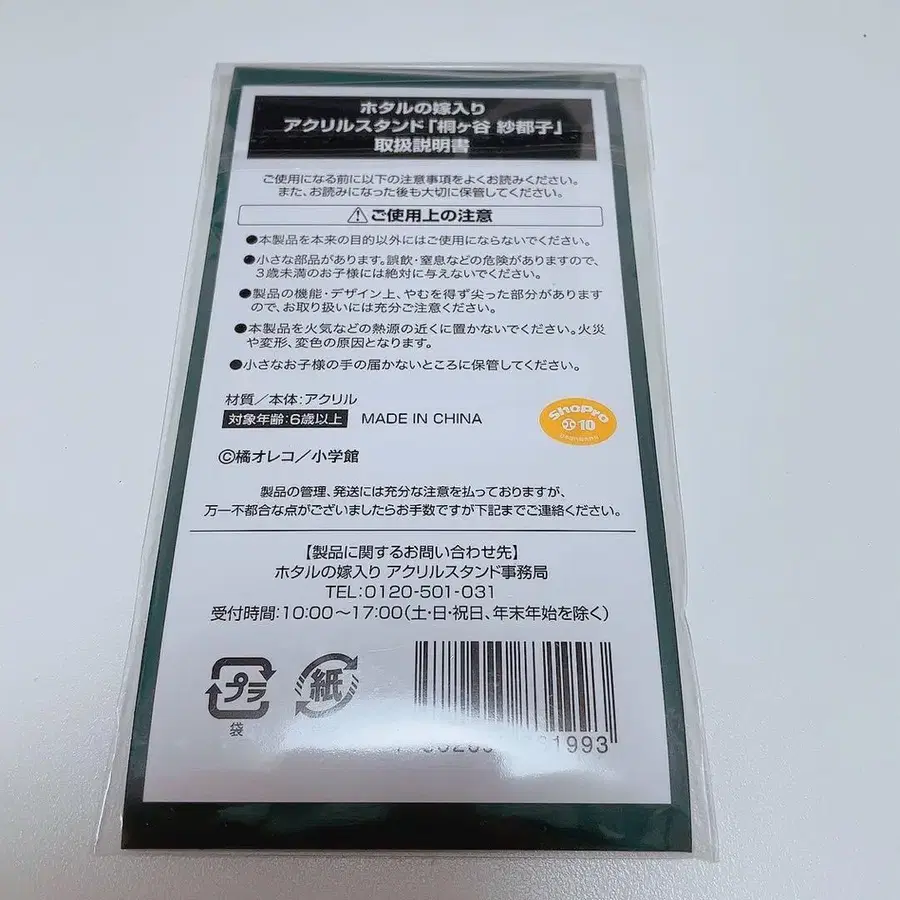 ホタルの嫁入り
アクリルスタンド「桐ヶ谷 紗都子」
取扱説明書
ご使用になる前に以下の注意事項をよくお読みください。
また、お読みになった後も大切に保管してください。
ご使用上の注意
●本製品を本来の目的以外にはご使用にならないでください。
●小さな部品があります。誤飲・窒息などの危険がありますので、
3歳未満のお子様には絶対に与えないでください。
●製品の機能・デザイン上、やむを得ず尖った部分があります
ので、お取り扱いには充分ご注意ください。
●本製品を火気などの熱源の近くに置かないでください。火災
や変形、変色の原因となります。
●小さなお子様の手の届かないところに保管してください。
材質/本体:アクリル
対象年齢:6歳以上 MADE IN CHINA
ShoPro
10
©橘オレコ/小学館
製品の管理、発送には充分な注意を払っておりますが、
万一不都合な点がございましたらお手数ですが下記までご連絡ください。
【製品に関するお問い合わせ先】
ホタルの嫁入り アクリルスタンド事務局
TEL:0120-501-031
受付時間:10:00〜17:00(土・日・祝日、年末年始を除く)
プラ
紙
袋